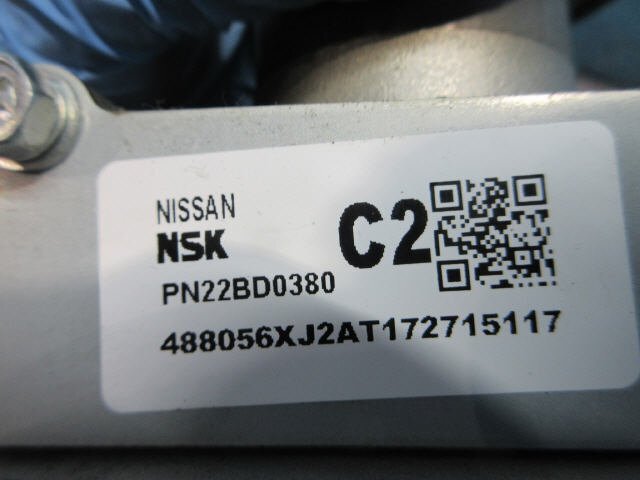 NISSAN
NSK
C2
PN22BD0380
488056XJ2AT172715117